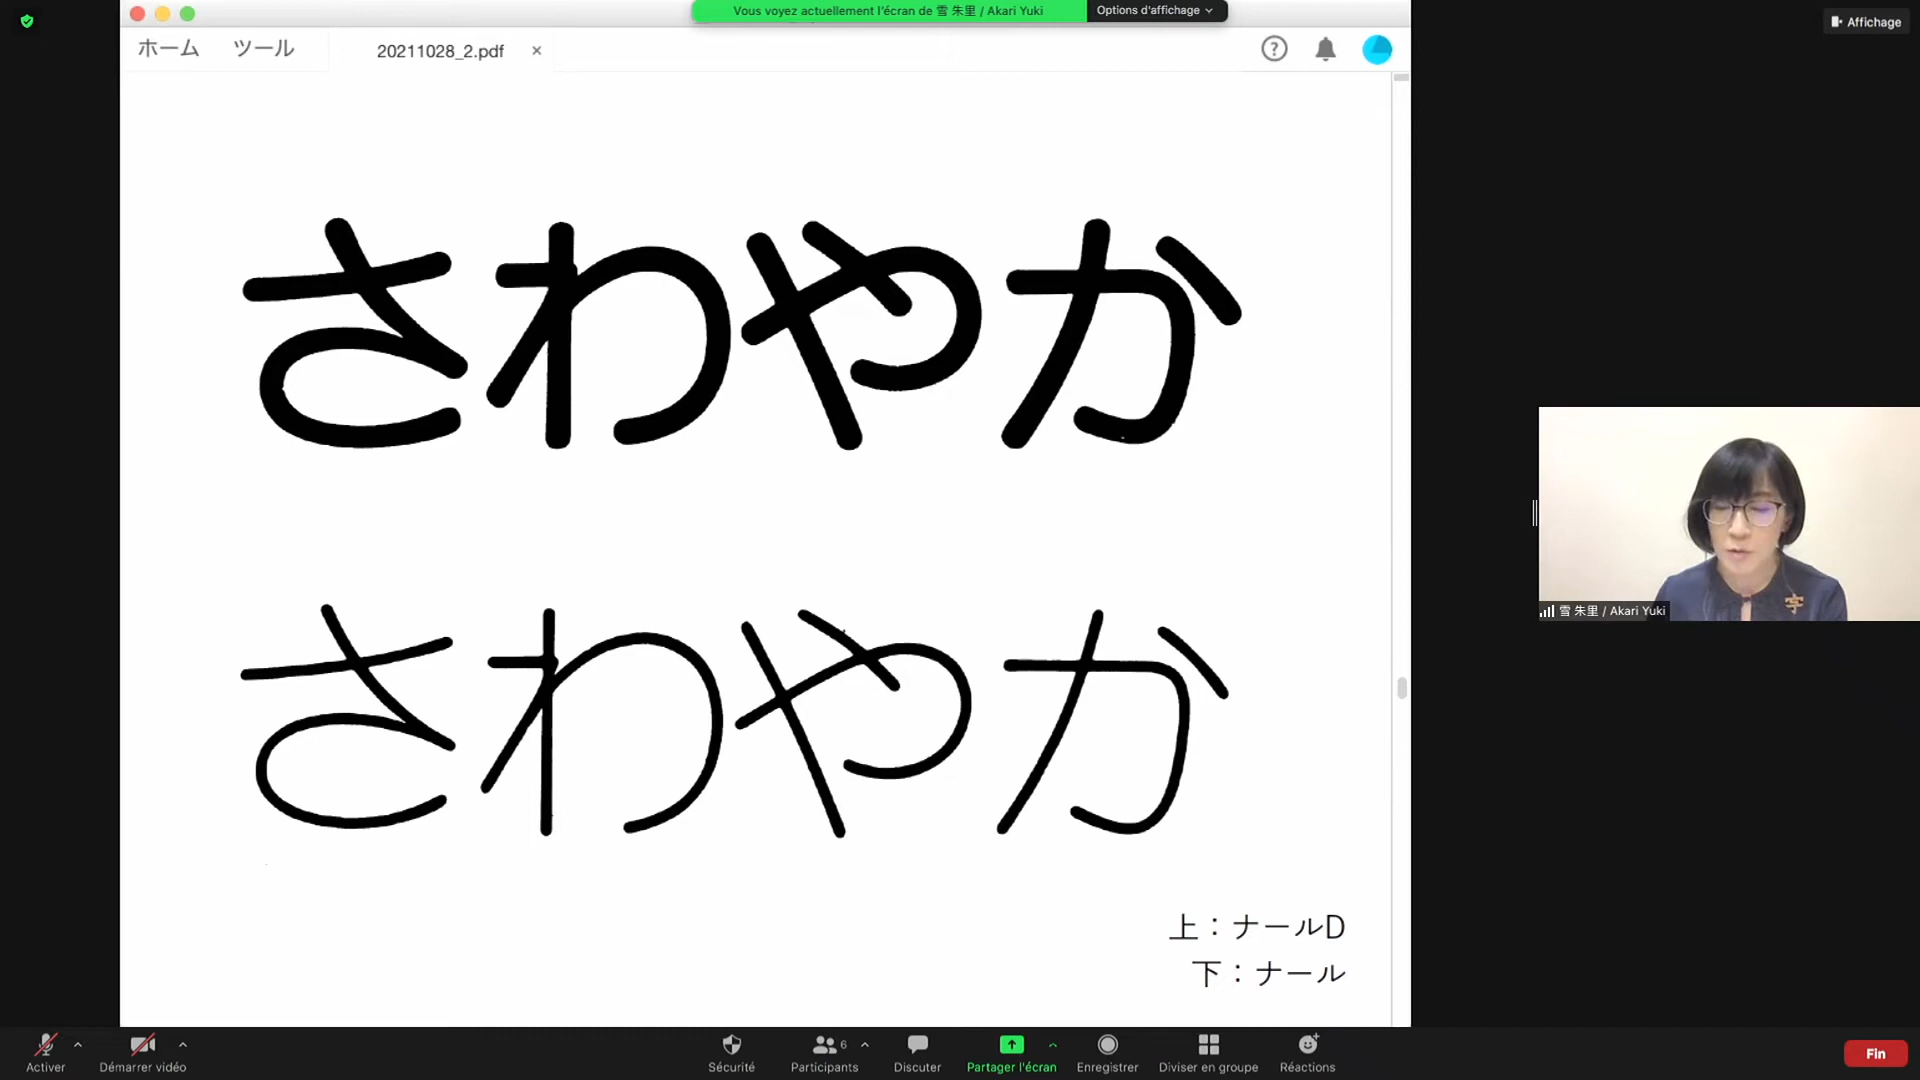 Vous voyez actuellement l'écran de 雪 朱里 / Akari Yuki
Options d'affichage
Affichage
ホーム
ツール
20211028_2.pdf
さわやか
さわやか
上：ナールD
下：ナール
雪 朱里 / Akari Yuki
Activer
Démarrer vidéo
Sécurité
Participants
6
Discuter
Partager l'écran
Enregistrer
Diviser en groupe
Réactions
Fin